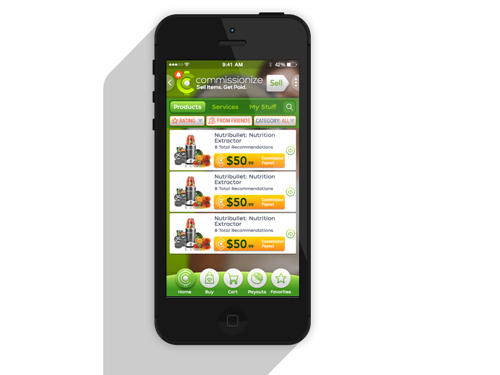 9:41 AM 42%
commissionize
Sell Items. Get Paid.
Sell
Products Services My Stuff
RATING FROM FRIENDS CATEGORY: ALL
Nutribullet: Nutrition
Extractor
8 Total Recommendations
$50.00 Commission
Payout
Nutribullet: Nutrition
Extractor
8 Total Recommendations
$50.00 Commission
Payout
Nutribullet: Nutrition
Extractor
8 Total Recommendations
$50.00 Commission
Payout
Home Buy Cart Payouts Favorities